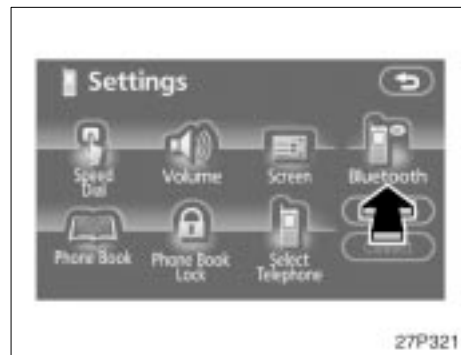 Settings
Speed Dial
Volume
Screen
Bluetooth
Phone Book
Phone Book Lock
Select Telephone
27P321